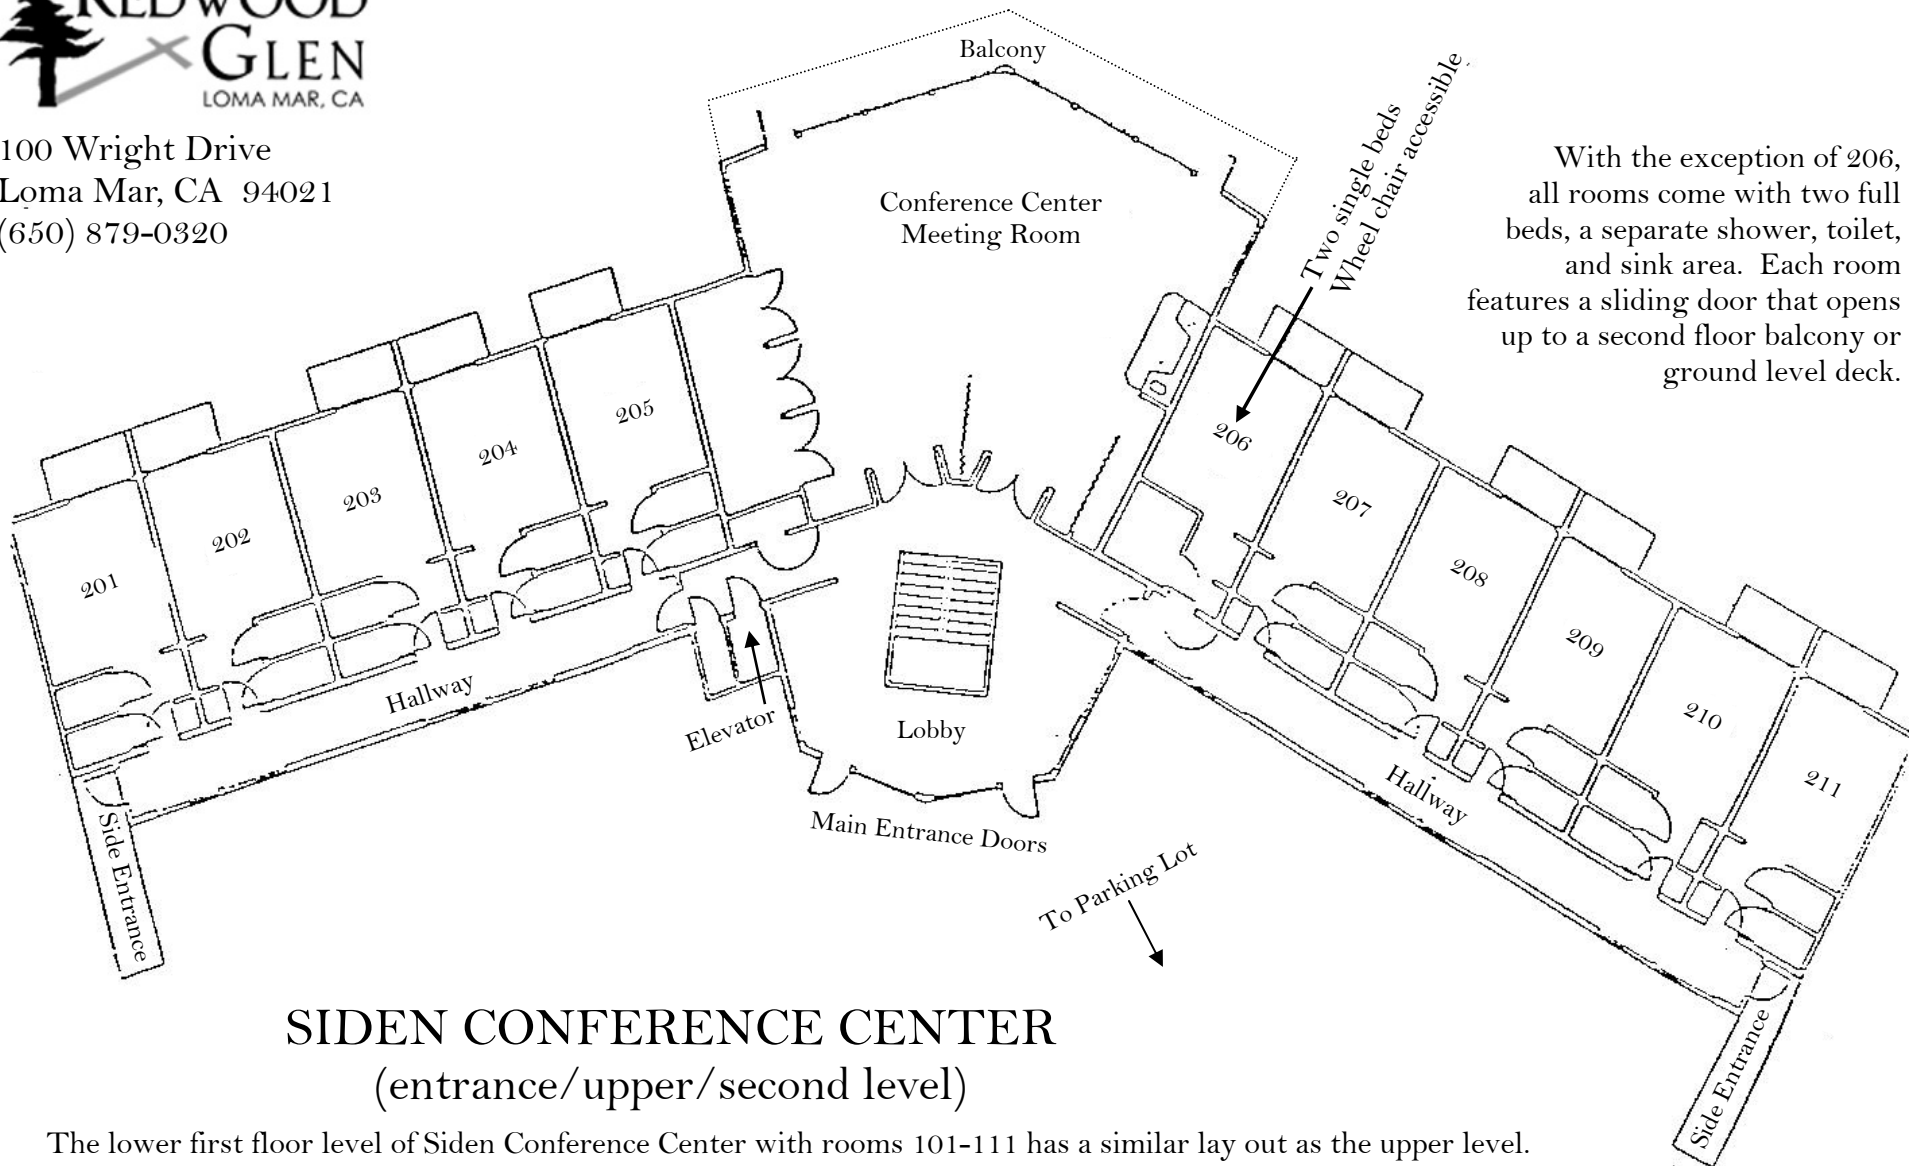 REDWOOD
GLEN
LOMA MAR, CA
100 Wright Drive
Loma Mar, CA 94021
(650) 879-0320
Balcony
Conference Center
Meeting Room
Two single beds
Wheel chair accessible
With the exception of 206,
all rooms come with two full
beds, a separate shower, toilet,
and sink area. Each room
features a sliding door that opens
up to a second floor balcony or
ground level deck.
201
202
203
204
205
206
207
208
209
210
211
Hallway
Elevator
Lobby
Hallway
Main Entrance Doors
Side Entrance
To Parking Lot
Side Entrance
SIDEN CONFERENCE CENTER
(entrance/upper/second level)
The lower first floor level of Siden Conference Center with rooms 101-111 has a similar lay out as the upper level.